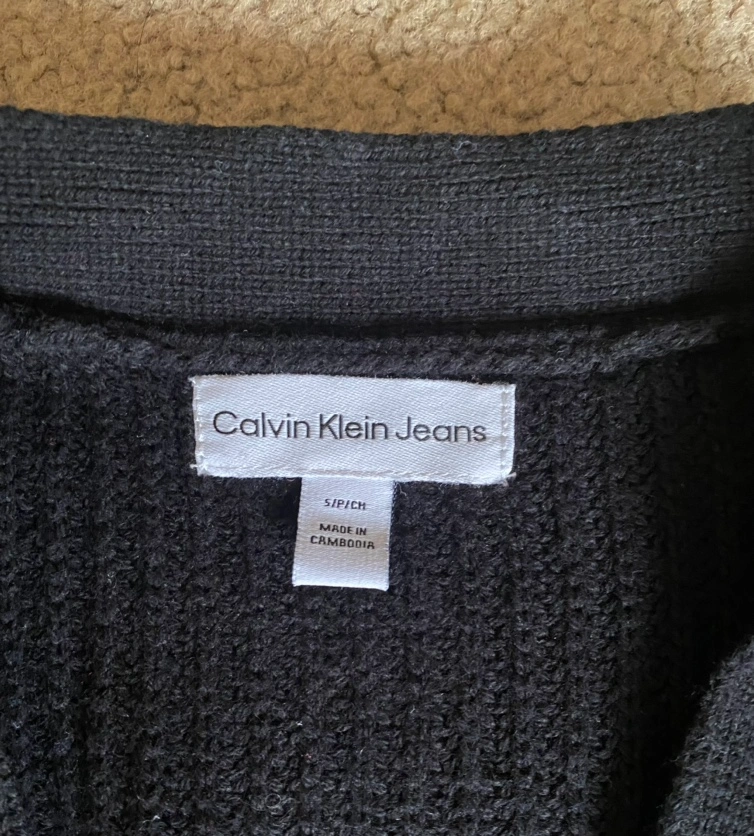 Calvin Klein Jeans
S/P/CH
MADE IN
CAMBODIA